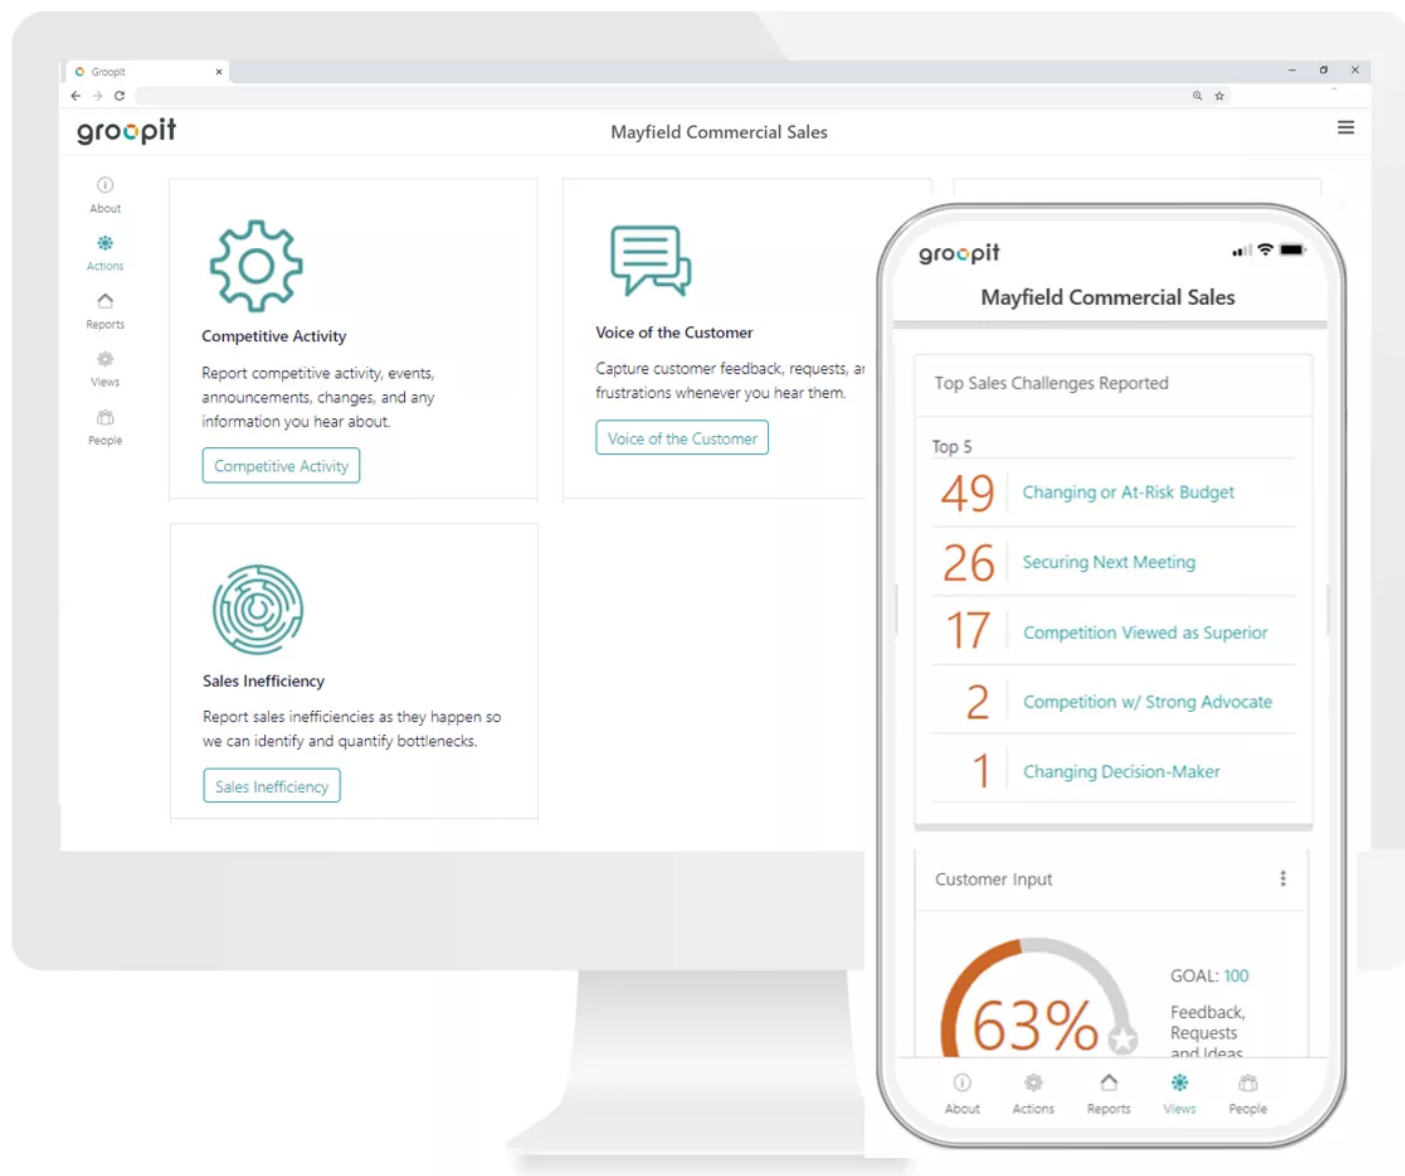 Groopit
groopit
Mayfield Commercial Sales
About
Actions
Reports
Views
People
Competitive Activity
Report competitive activity, events,
announcements, changes, and any
information you hear about.
Competitive Activity
Voice of the Customer
Capture customer feedback, requests,
frustrations whenever you hear them.
Voice of the Customer
Sales Inefficiency
Report sales inefficiencies as they happen so
we can identify and quantify bottlenecks.
Sales Inefficiency
groopit
Mayfield Commercial Sales
Top Sales Challenges Reported
Top 5
49 Changing or At-Risk Budget
26 Securing Next Meeting
17 Competition Viewed as Superior
2 Competition w/ Strong Advocate
1 Changing Decision-Maker
Customer Input
63%
GOAL: 100
Feedback,
Requests
and Ideas
About
Actions
Reports
Views
People